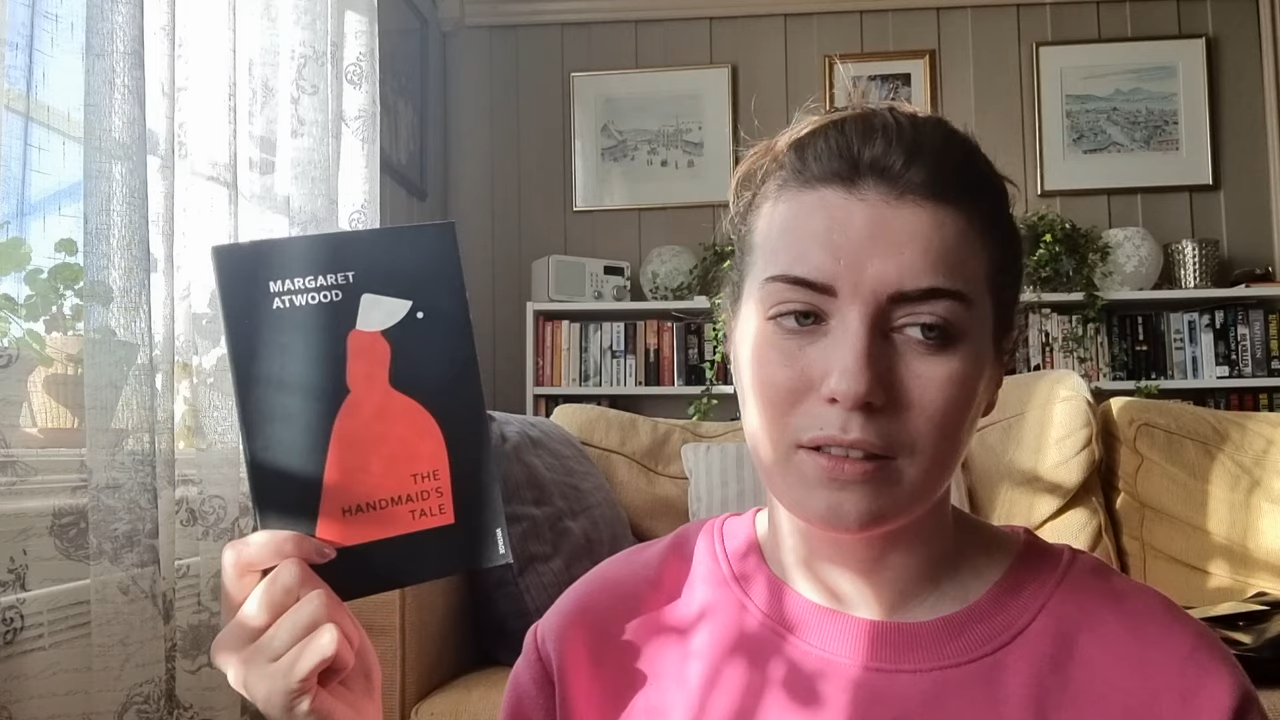 MARGARET
ATWOOD
THE
HANDMAID'S
TALE
VINTAGE